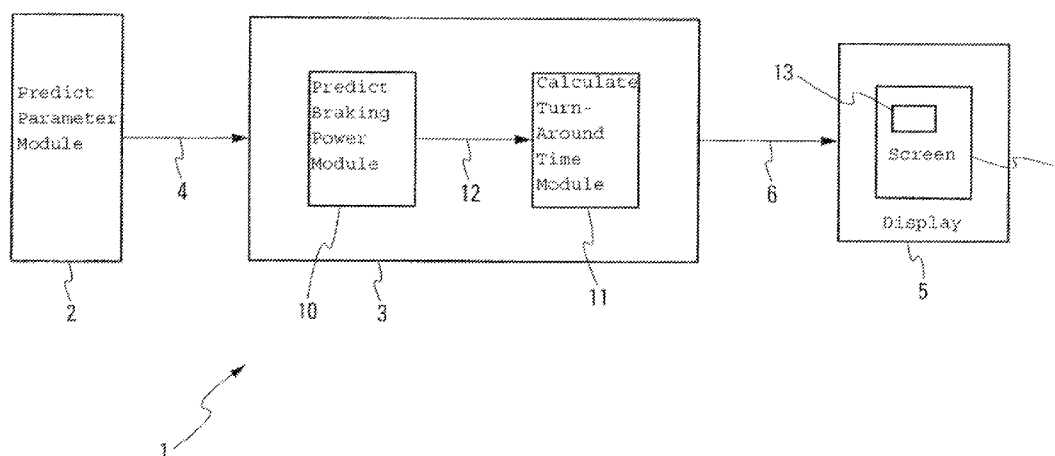 Predict
Parameter
Module
4
2
Predict
Braking
Power
Module
12
Calculate
Turn-
Around
Time
Module
10
3
11
6
13
Screen
Display
5
1